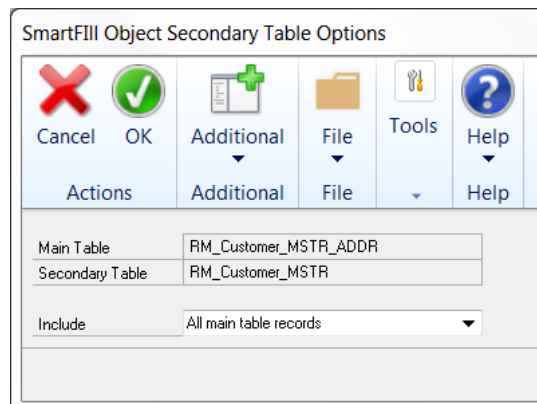 SmartFIll Object Secondary Table Options
Cancel OK Additional File Tools Help
Actions Additional File Help
Main Table RM_Customer_MSTR_ADDR
Secondary Table RM_Customer_MSTR
Include All main table records